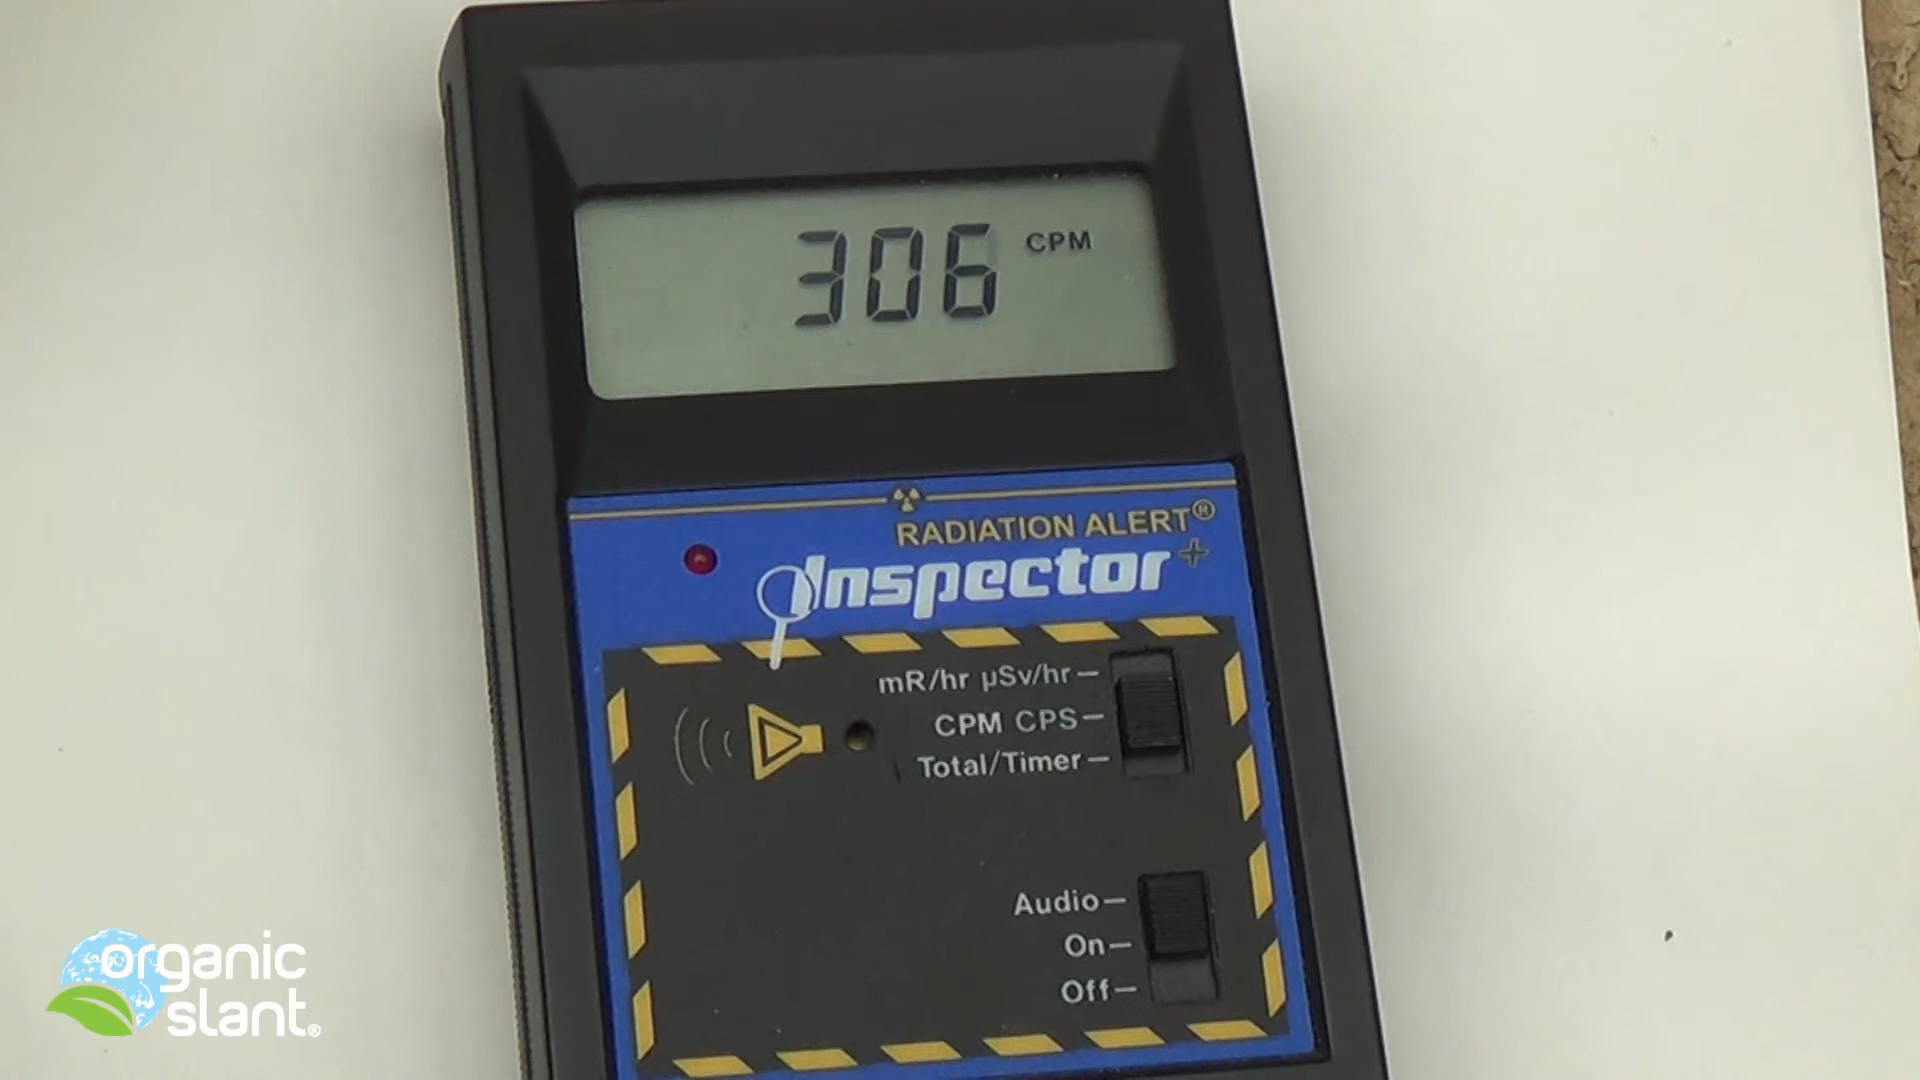 306 CPM
RADIATION ALERT®
Inspector+
mR/hr µSv/hr
CPM CPS
Total/Timer
Audio
On
Off
organic
slant®